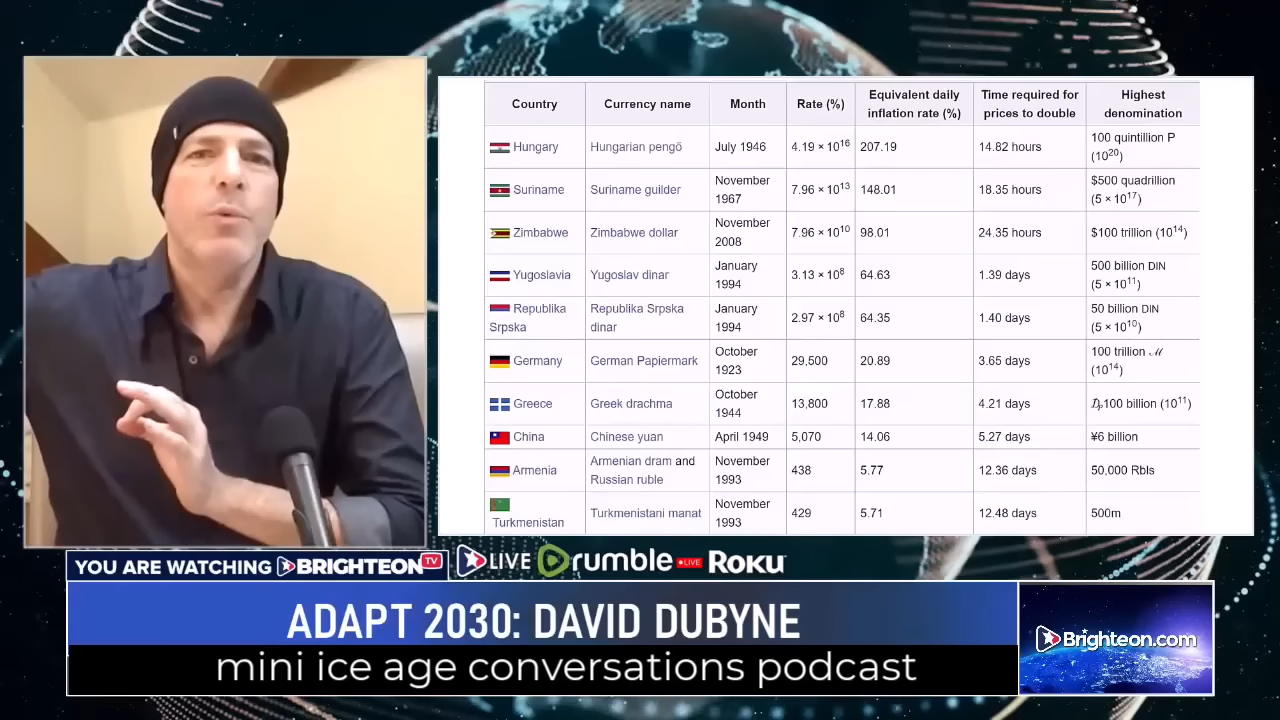 Country Currency name Month Rate (%) Equivalent daily inflation rate (%) Time required for prices to double Highest denomination
Hungary Hungarian pengő July 1946 4.19 × 10¹⁶ 207.19 14.82 hours 100 quintillion P (10²⁰)
Suriname Suriname guilder November 1967 7.96 × 10¹³ 148.01 18.35 hours $500 quadrillion (5 × 10¹⁷)
Zimbabwe Zimbabwe dollar November 2008 7.96 × 10¹⁰ 98.01 24.35 hours $100 trillion (10¹⁴)
Yugoslavia Yugoslav dinar January 1994 3.13 × 10⁸ 64.63 1.39 days 500 billion DIN (5 × 10¹¹)
Republika Srpska Republika Srpska dinar January 1994 2.97 × 10⁸ 64.35 1.40 days 50 billion DIN (5 × 10¹⁰)
Germany German Papiermark October 1923 29,500 20.89 3.65 days 100 trillion ℳ (10¹⁴)
Greece Greek drachma October 1944 13,800 17.88 4.21 days ₯100 billion (10¹¹)
China Chinese yuan April 1949 5,070 14.06 5.27 days ¥6 billion
Armenia Armenian dram and Russian ruble November 1993 438 5.77 12.36 days 50,000 Rbls
Turkmenistan Turkmenistani manat November 1993 429 5.71 12.48 days 500m
YOU ARE WATCHING BRIGHTEON TV LIVE rumble LIVE Roku
ADAPT 2030: DAVID DUBYNE
mini ice age conversations podcast
Brighteon.com